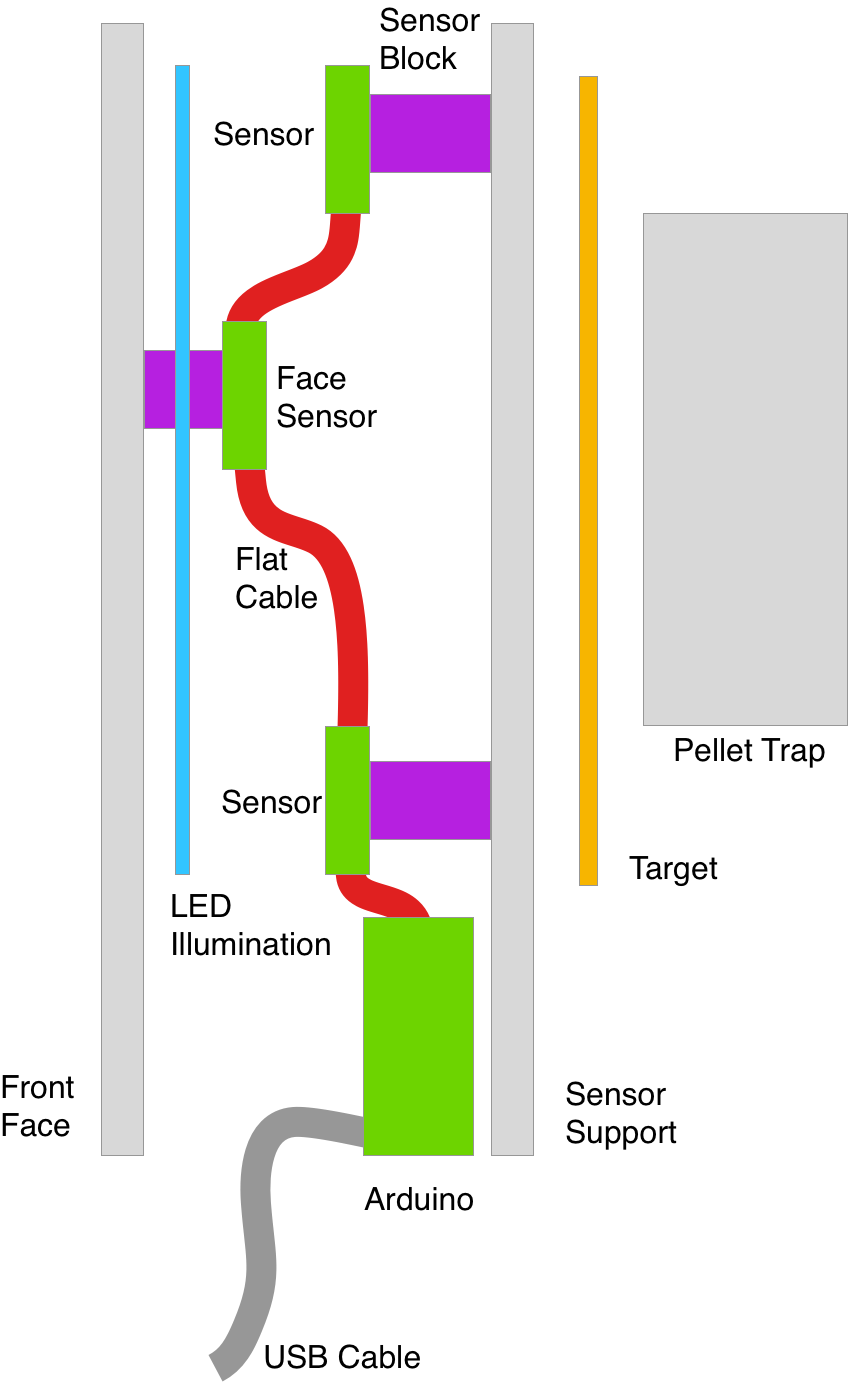 Sensor
Block
Sensor
Face
Sensor
Flat
Cable
Pellet Trap
Sensor
Target
LED
Illumination
Front
Face
Sensor
Support
Arduino
USB Cable